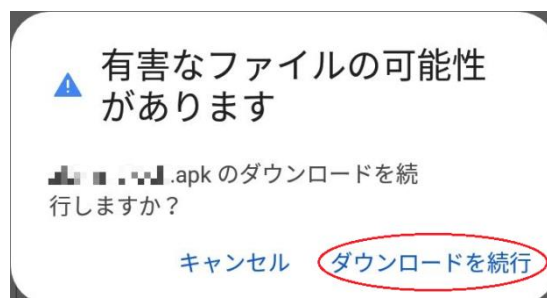 有害なファイルの可能性
があります
.apk のダウンロードを続
行しますか？
キャンセル ダウンロードを続行